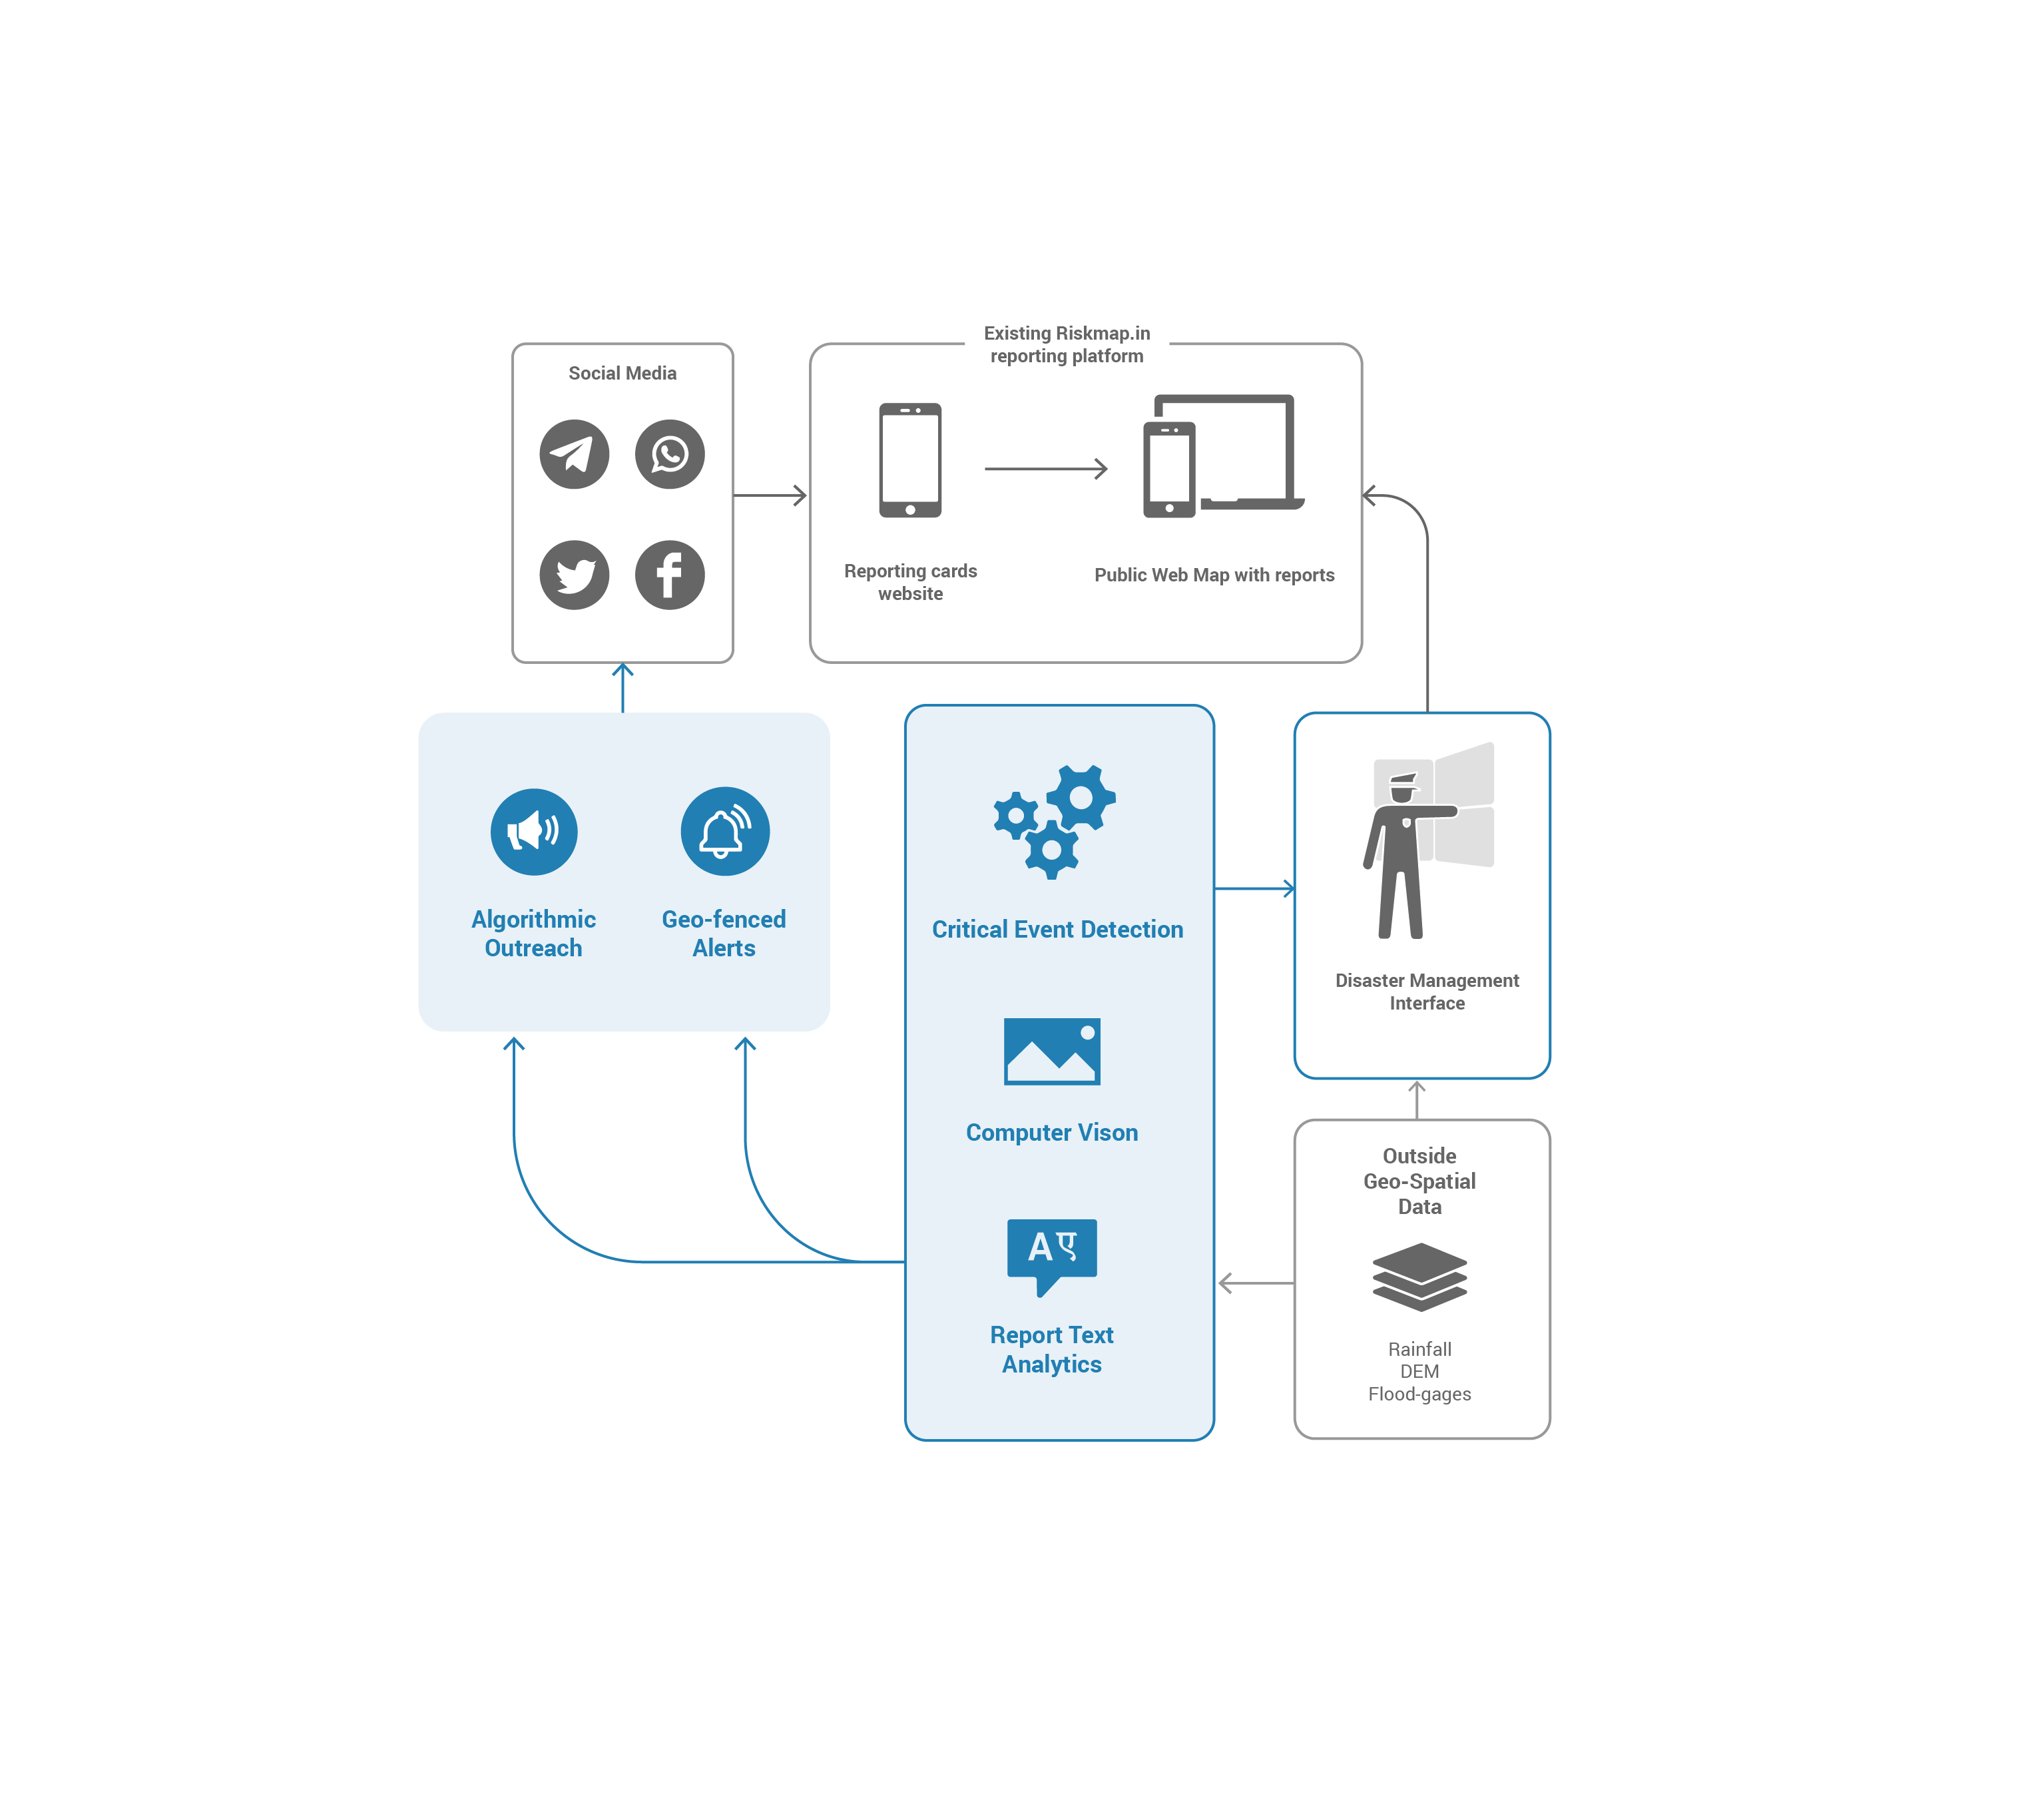 Existing Riskmap.in
reporting platform
Social Media
Reporting cards
website
Public Web Map with reports
Algorithmic
Outreach
Geo-fenced
Alerts
Critical Event Detection
Computer Vison
A ए
Report Text
Analytics
Disaster Management
Interface
Outside
Geo-Spatial
Data
Rainfall
DEM
Flood-gages